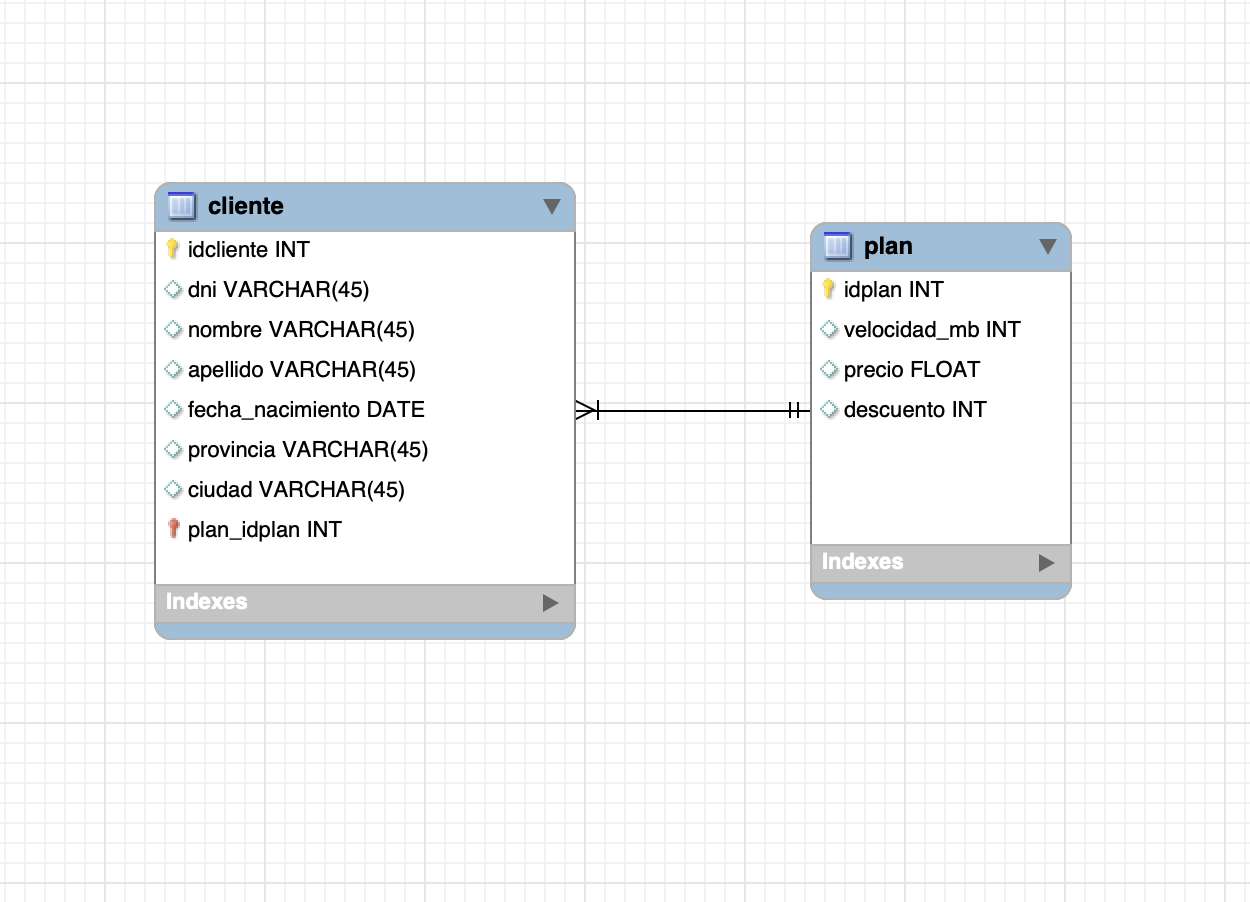 cliente
idcliente INT
dni VARCHAR(45)
nombre VARCHAR(45)
apellido VARCHAR(45)
fecha_nacimiento DATE
provincia VARCHAR(45)
ciudad VARCHAR(45)
plan_idplan INT
Indexes
plan
idplan INT
velocidad_mb INT
precio FLOAT
descuento INT
Indexes